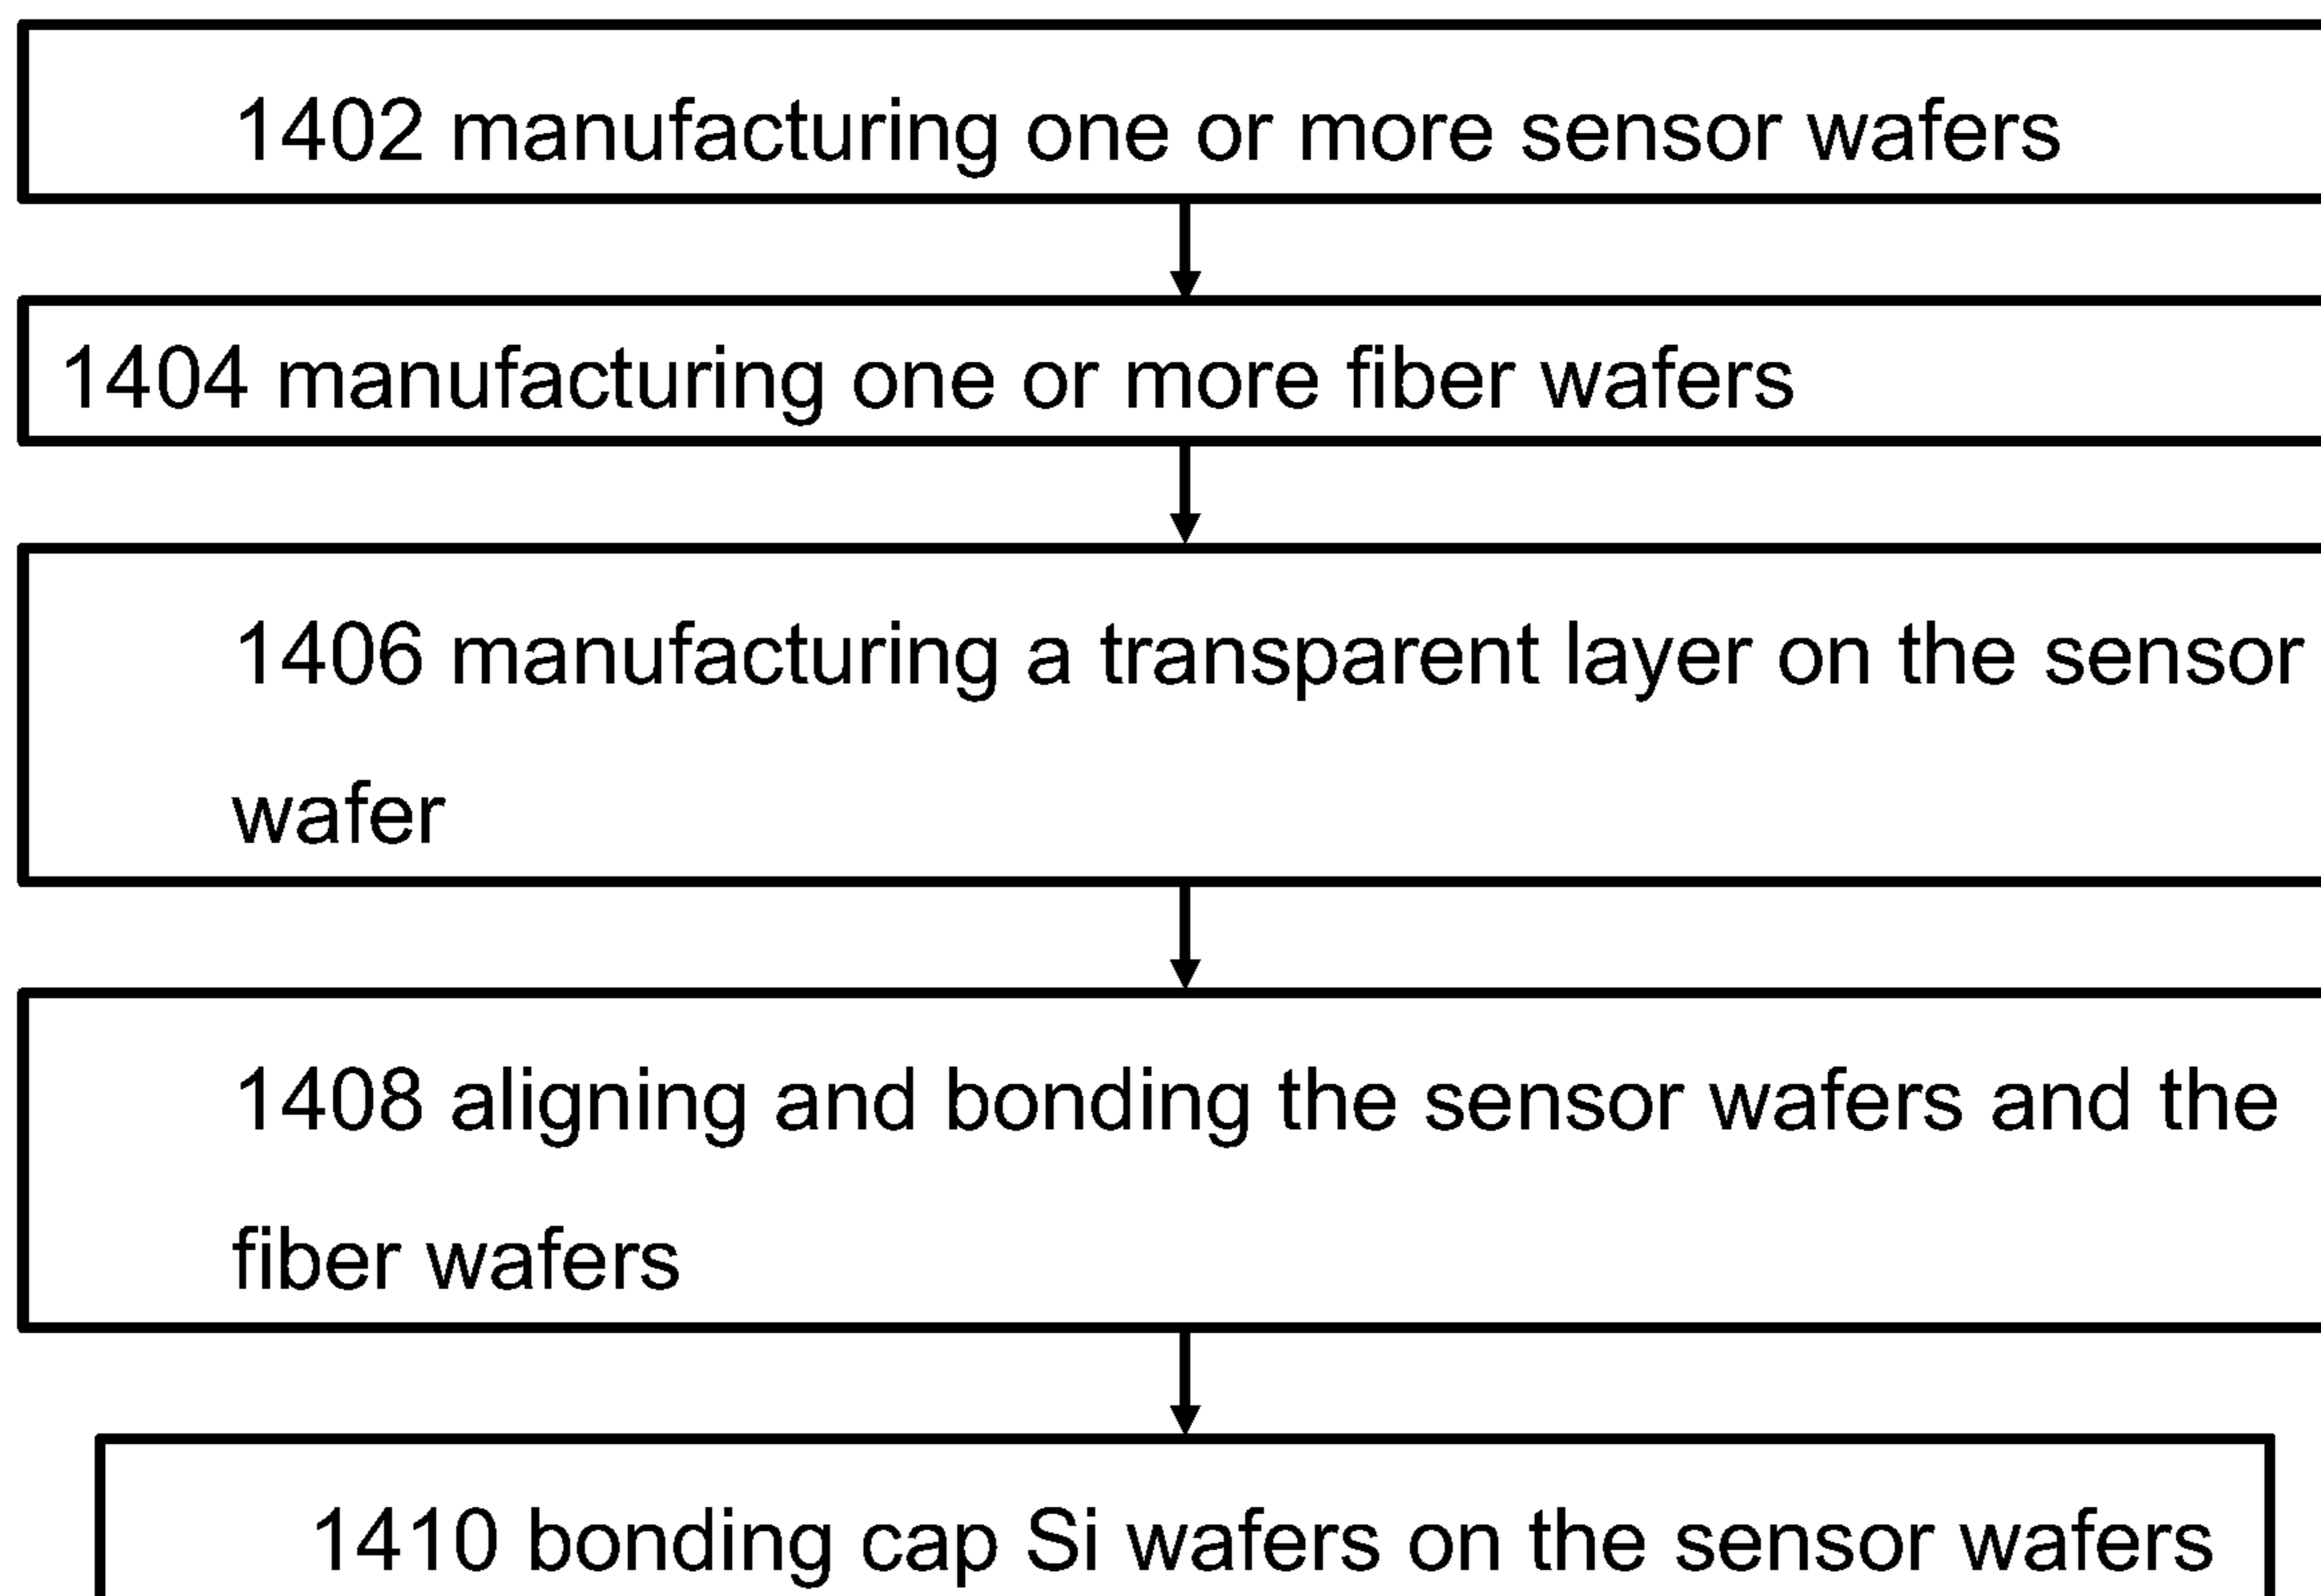 1402 manufacturing one or more sensor wafers
1404 manufacturing one or more fiber wafers
1406 manufacturing a transparent layer on the sensor
wafer
1408 aligning and bonding the sensor wafers and the
fiber wafers
1410 bonding cap Si wafers on the sensor wafers